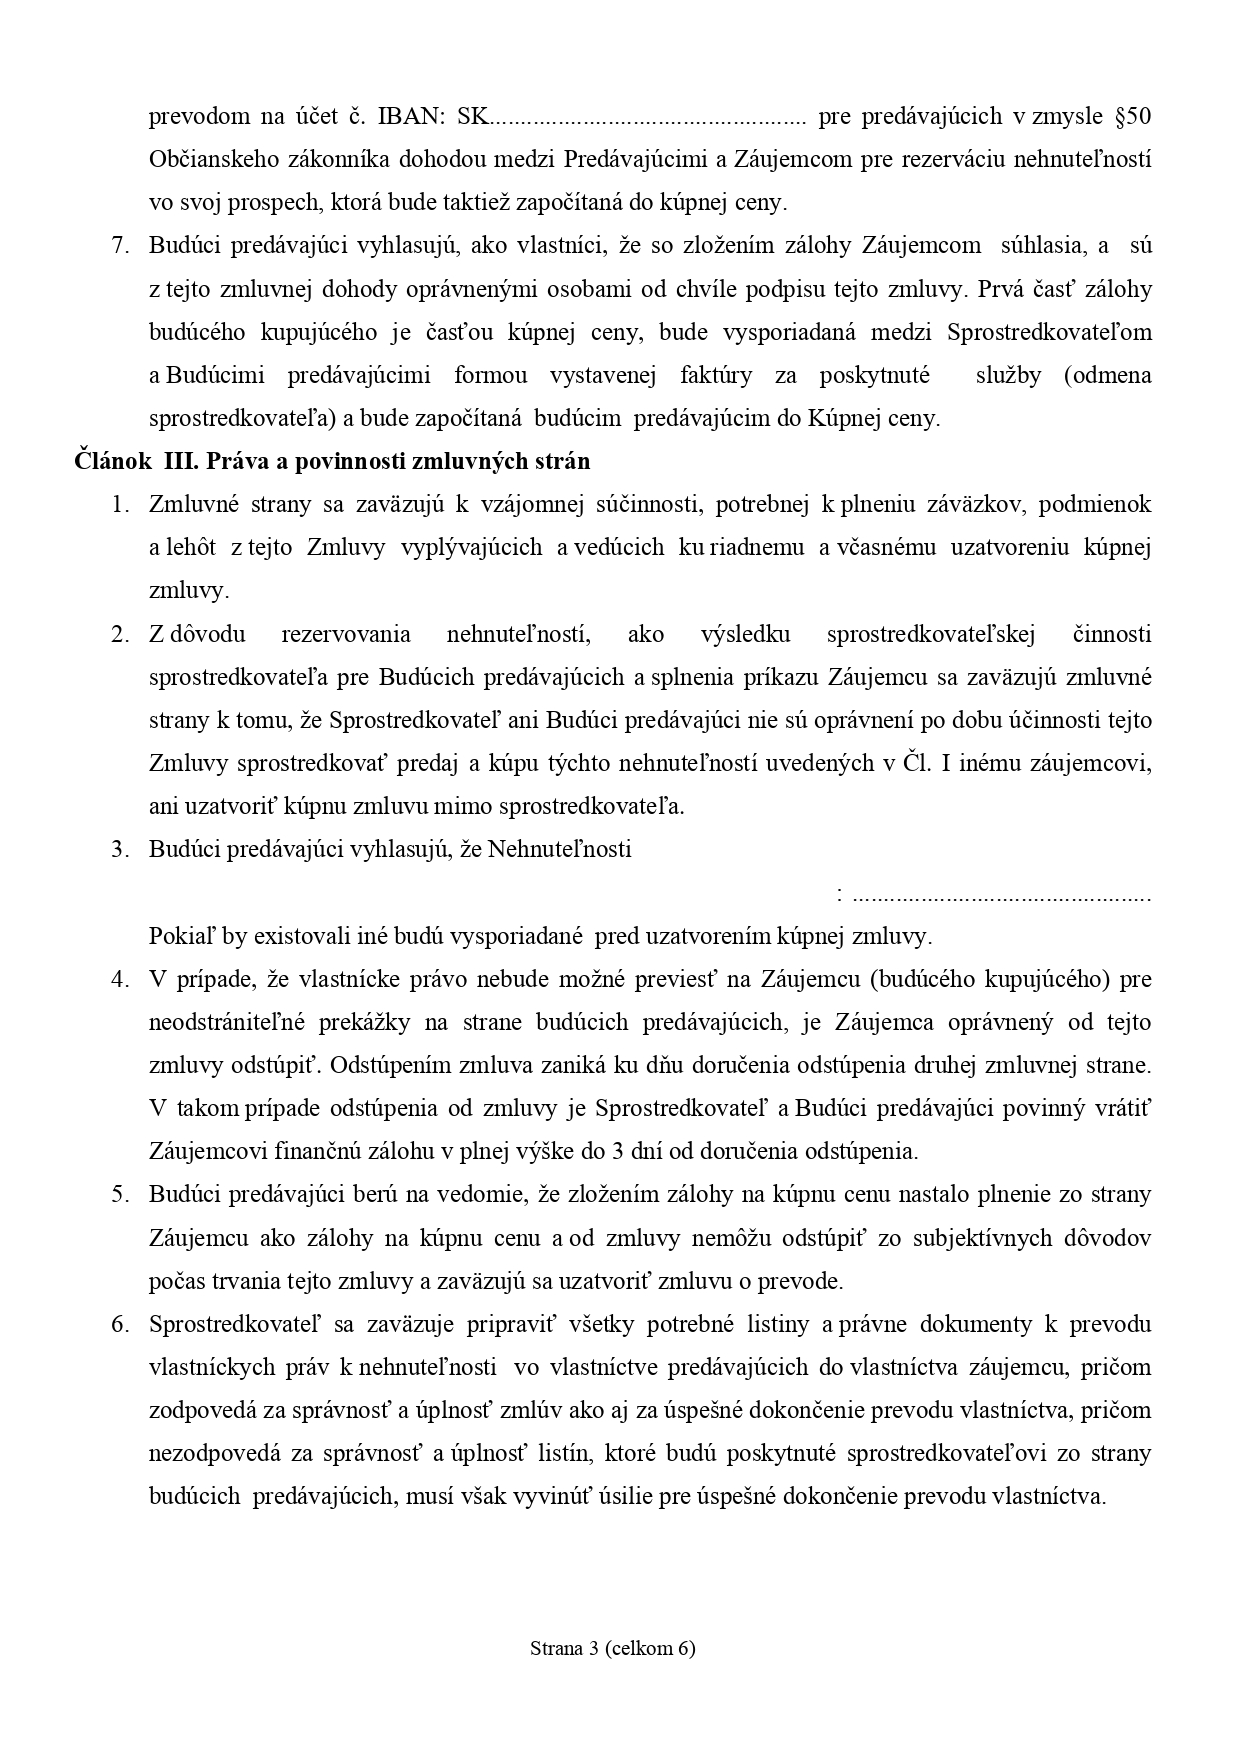 prevodom na účet č. IBAN: SK................................................... pre predávajúcich v zmysle §50
Občianskeho zákonníka dohodou medzi Predávajúcimi a Záujemcom pre rezerváciu nehnuteľností
vo svoj prospech, ktorá bude taktiež započítaná do kúpnej ceny.
7. Budúci predávajúci vyhlasujú, ako vlastníci, že so zložením zálohy Záujemcom súhlasia, a sú
z tejto zmluvnej dohody oprávnenými osobami od chvíle podpisu tejto zmluvy. Prvá časť zálohy
budúcého kupujúcého je časťou kúpnej ceny, bude vysporiadaná medzi Sprostredkovateľom
a Budúcimi predávajúcimi formou vystavenej faktúry za poskytnuté služby (odmena
sprostredkovateľa) a bude započítaná budúcim predávajúcim do Kúpnej ceny.
Článok III. Práva a povinnosti zmluvných strán
1. Zmluvné strany sa zaväzujú k vzájomnej súčinnosti, potrebnej k plneniu záväzkov, podmienok
a lehôt z tejto Zmluvy vyplývajúcich a vedúcich ku riadnemu a včasnému uzatvoreniu kúpnej
zmluvy.
2. Z dôvodu rezervovania nehnuteľností, ako výsledku sprostredkovateľskej činnosti
sprostredkovateľa pre Budúcich predávajúcich a splnenia príkazu Záujemcu sa zaväzujú zmluvné
strany k tomu, že Sprostredkovateľ ani Budúci predávajúci nie sú oprávnení po dobu účinnosti tejto
Zmluvy sprostredkovať predaj a kúpu týchto nehnuteľností uvedených v Čl. I inému záujemcovi,
ani uzatvoriť kúpnu zmluvu mimo sprostredkovateľa.
3. Budúci predávajúci vyhlasujú, že Nehnuteľnosti
: ................................................
Pokiaľ by existovali iné budú vysporiadané pred uzatvorením kúpnej zmluvy.
4. V prípade, že vlastnícke právo nebude možné previesť na Záujemcu (budúcého kupujúcého) pre
neodstrániteľné prekážky na strane budúcich predávajúcich, je Záujemca oprávnený od tejto
zmluvy odstúpiť. Odstúpením zmluva zaniká ku dňu doručenia odstúpenia druhej zmluvnej strane.
V takom prípade odstúpenia od zmluvy je Sprostredkovateľ a Budúci predávajúci povinný vrátiť
Záujemcovi finančnú zálohu v plnej výške do 3 dní od doručenia odstúpenia.
5. Budúci predávajúci berú na vedomie, že zložením zálohy na kúpnu cenu nastalo plnenie zo strany
Záujemcu ako zálohy na kúpnu cenu a od zmluvy nemôžu odstúpiť zo subjektívnych dôvodov
počas trvania tejto zmluvy a zaväzujú sa uzatvoriť zmluvu o prevode.
6. Sprostredkovateľ sa zaväzuje pripraviť všetky potrebné listiny a právne dokumenty k prevodu
vlastníckych práv k nehnuteľnosti vo vlastníctve predávajúcich do vlastníctva záujemcu, pričom
zodpovedá za správnosť a úplnosť zmlúv ako aj za úspešné dokončenie prevodu vlastníctva, pričom
nezodpovedá za správnosť a úplnosť listín, ktoré budú poskytnuté sprostredkovateľovi zo strany
budúcich predávajúcich, musí však vyvinúť úsilie pre úspešné dokončenie prevodu vlastníctva.
Strana 3 (celkom 6)